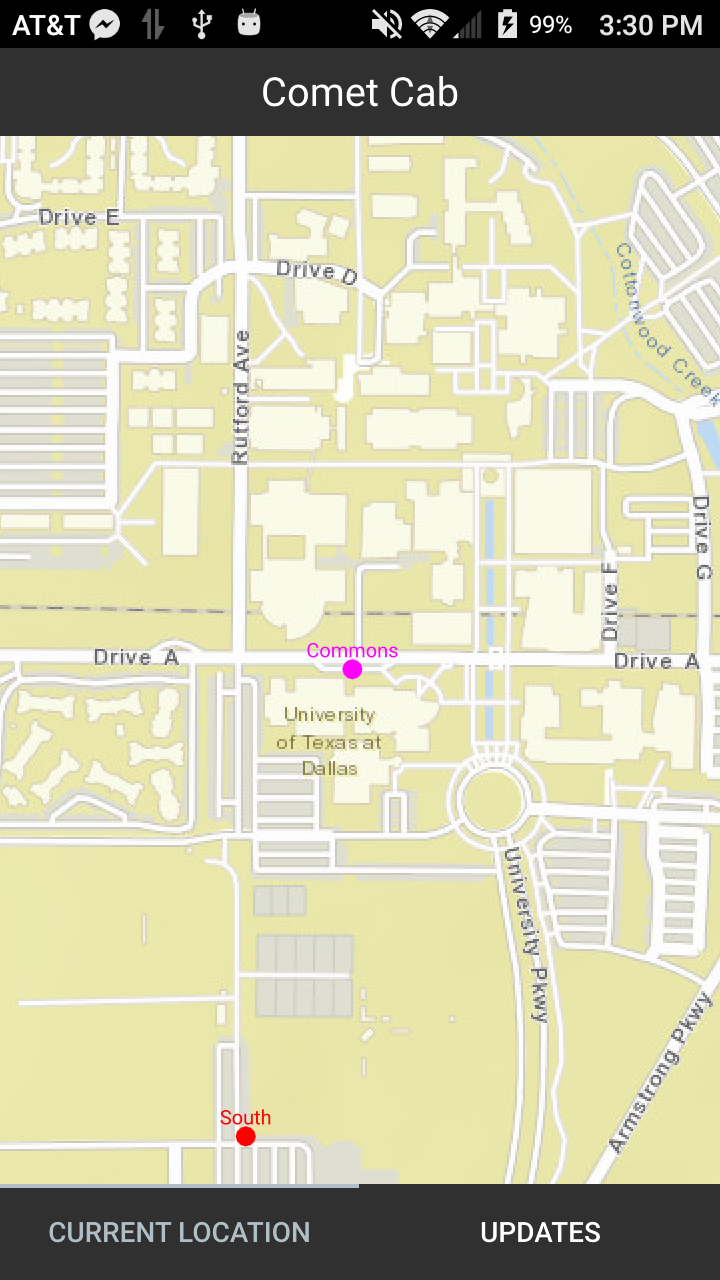 AT&T 99% 3:30 PM
Comet Cab
Drive E
Drive D
Cottonwood Creek
Rutford Ave
Drive G
Drive F
Commons
Drive A
Drive A
University
of Texas at
Dallas
University Pkwy
Armstrong Pkwy
South
CURRENT LOCATION UPDATES